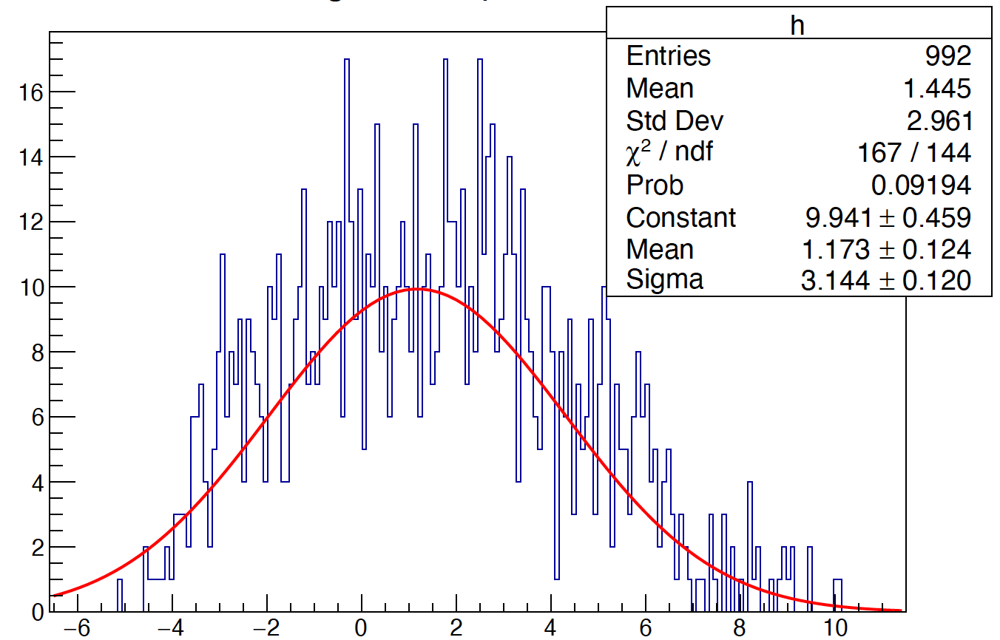 h
Entries 992
Mean 1.445
Std Dev 2.961
χ² / ndf 167 / 144
Prob 0.09194
Constant 9.941 ± 0.459
Mean 1.173 ± 0.124
Sigma 3.144 ± 0.120
16
14
12
10
8
6
4
2
0
−6 −4 −2 0 2 4 6 8 10